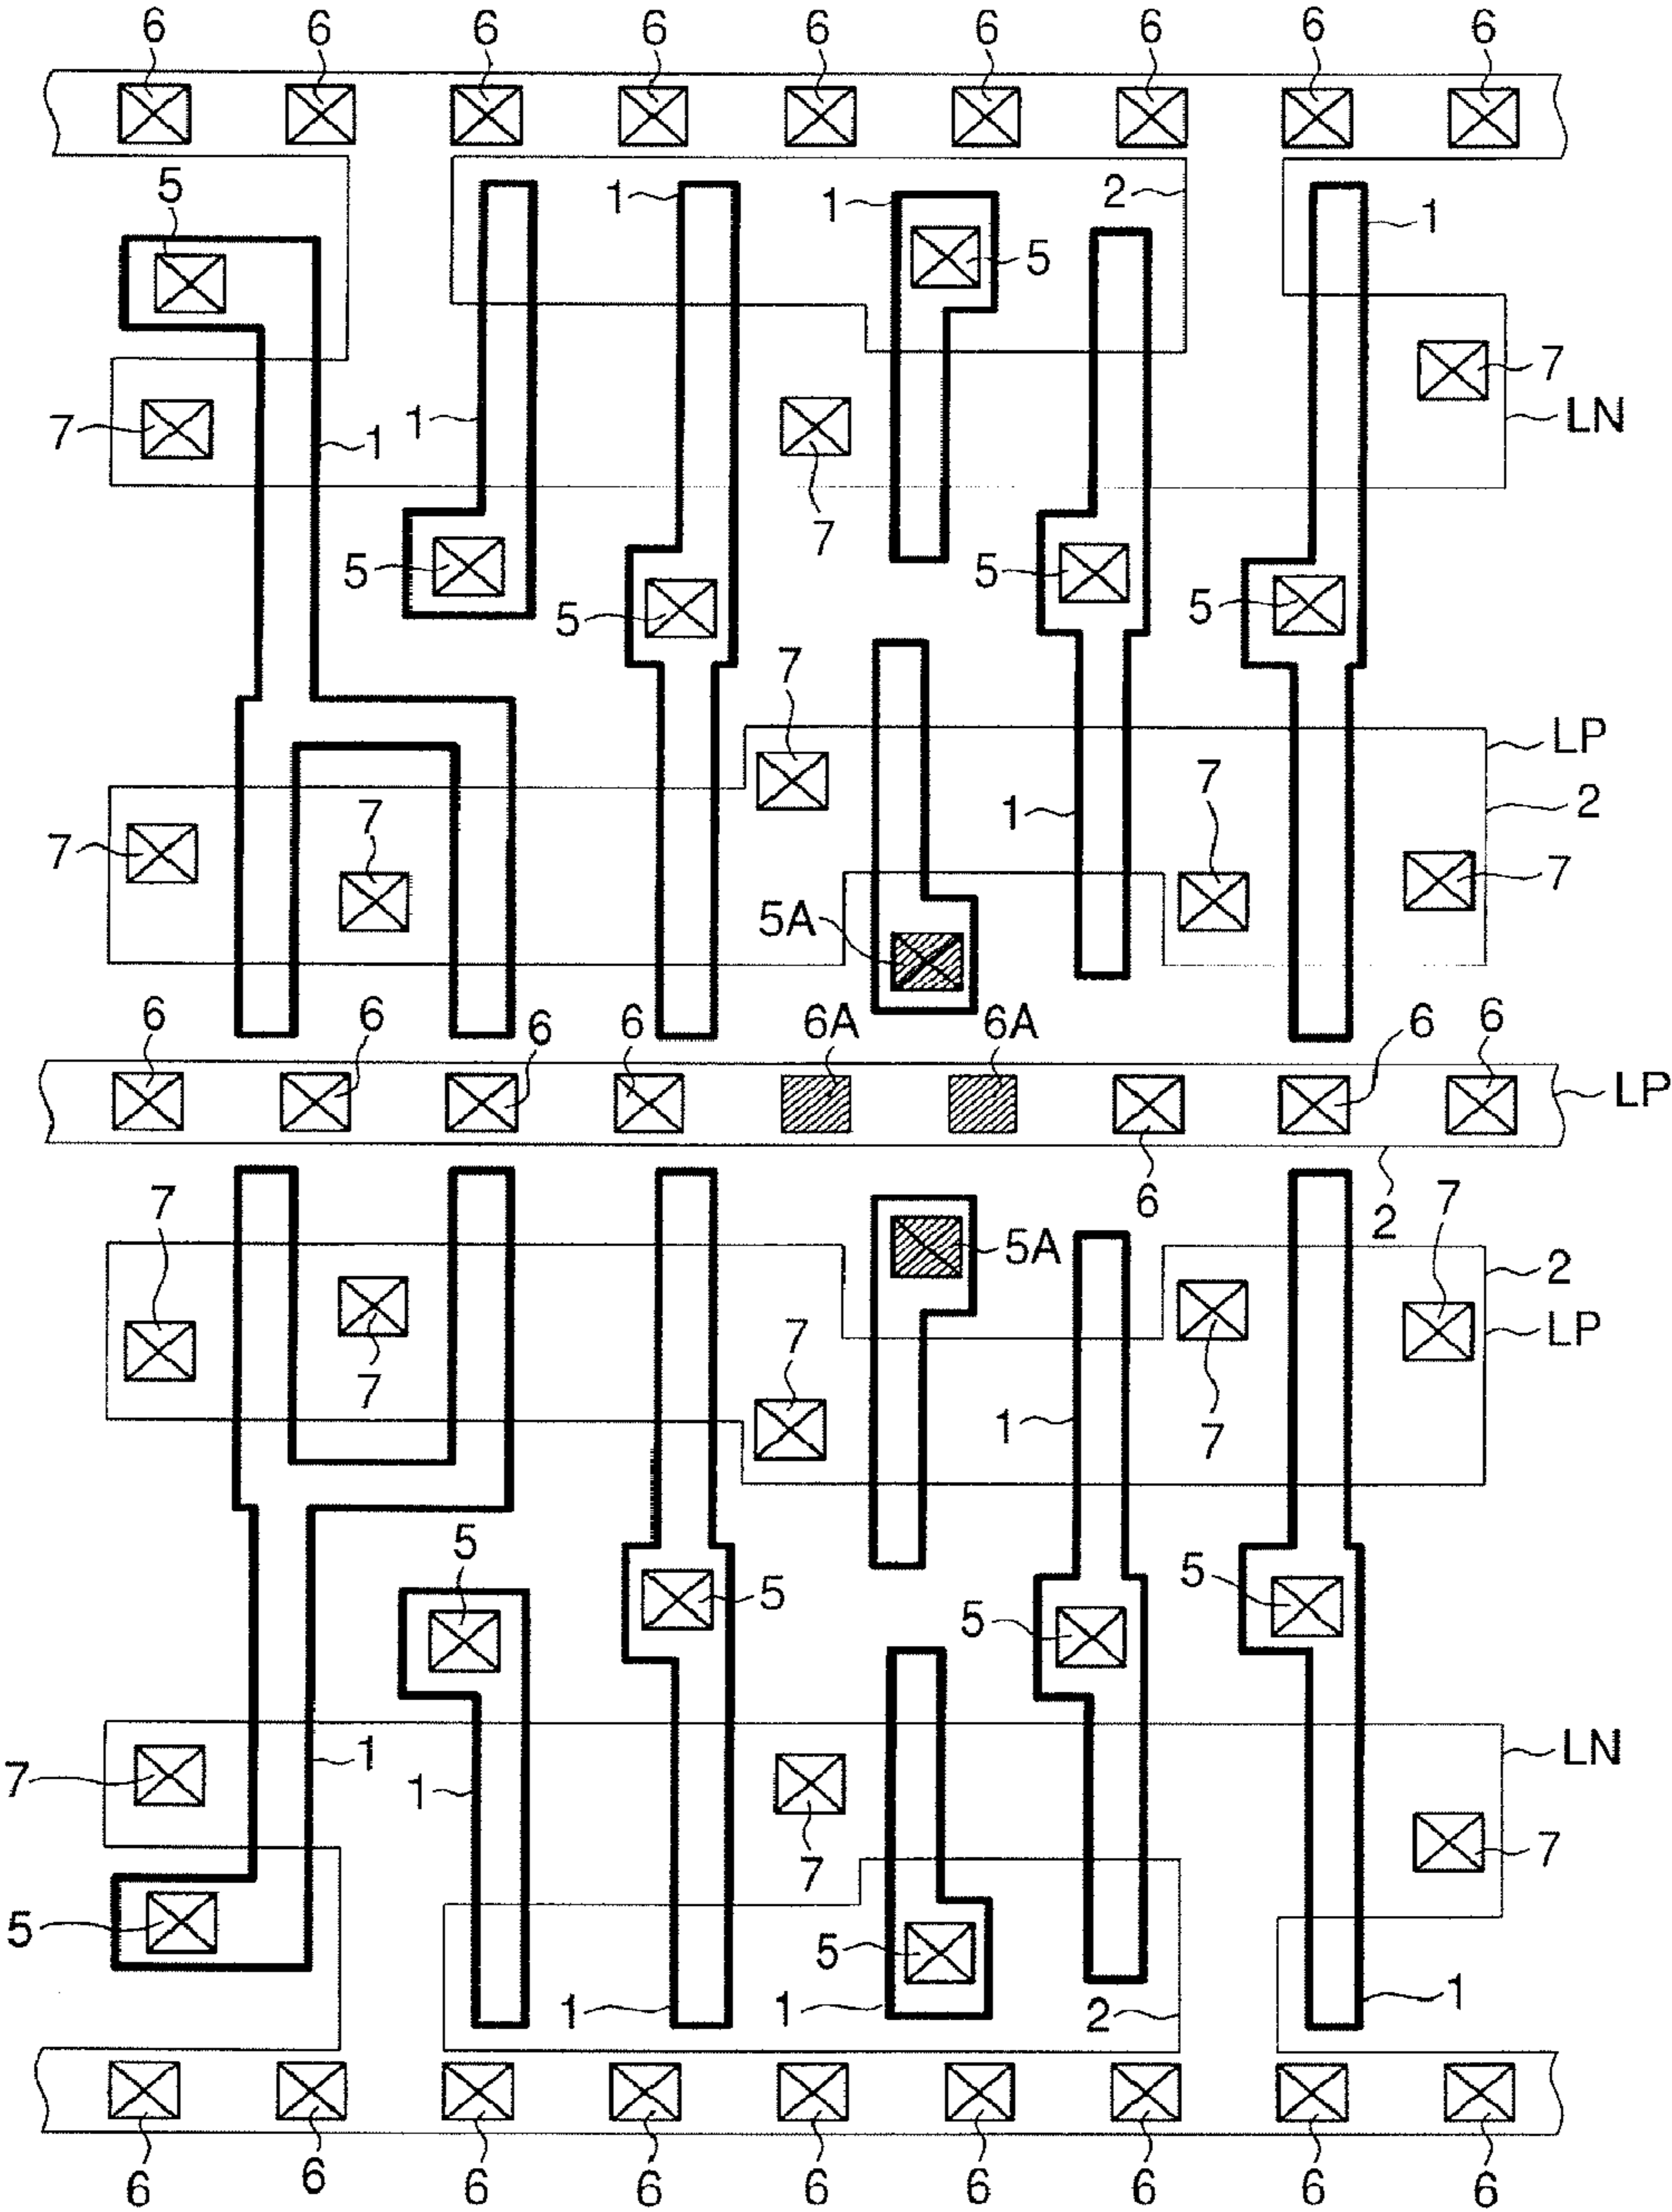 6 6 6 6 6 6 6 6 6
5 1 1 2 1
5
7 1 1 7 7 LN
5 5 5 5
7 LP
1 2
7 7 7 7
5A
6 6 6 6 6A 6A 6 6
6 LP
7 6 2 7
5A 2
7 7 LP
7 1 7
5 5 5 5
7 1 1 LN
7 7
5 5
1 1 2 1
6 6 6 6 6 6 6 6 6